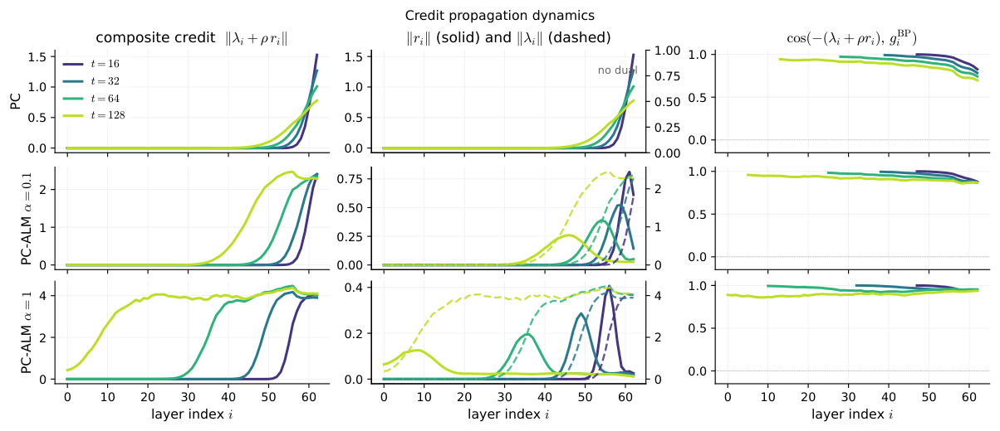 Credit propagation dynamics
composite credit ‖λᵢ + ρ rᵢ‖
‖rᵢ‖ (solid) and ‖λᵢ‖ (dashed)
cos(−(λᵢ + ρrᵢ), gᵢᴮᴾ)
PC
1.5
1.0
0.5
0.0
t = 16
t = 32
t = 64
t = 128
1.5
1.0
0.5
0.0
no dual
1.00
0.75
0.50
0.25
0.00
1.0
0.5
0.0
PC-ALM α = 0.1
2
1
0
0.75
0.50
0.25
0.00
2
1
0
1.0
0.5
0.0
PC-ALM α = 1
4
2
0
0.4
0.2
0.0
4
2
0
1.0
0.5
0.0
0 10 20 30 40 50 60
0 10 20 30 40 50 60
0 10 20 30 40 50 60
layer index i
layer index i
layer index i